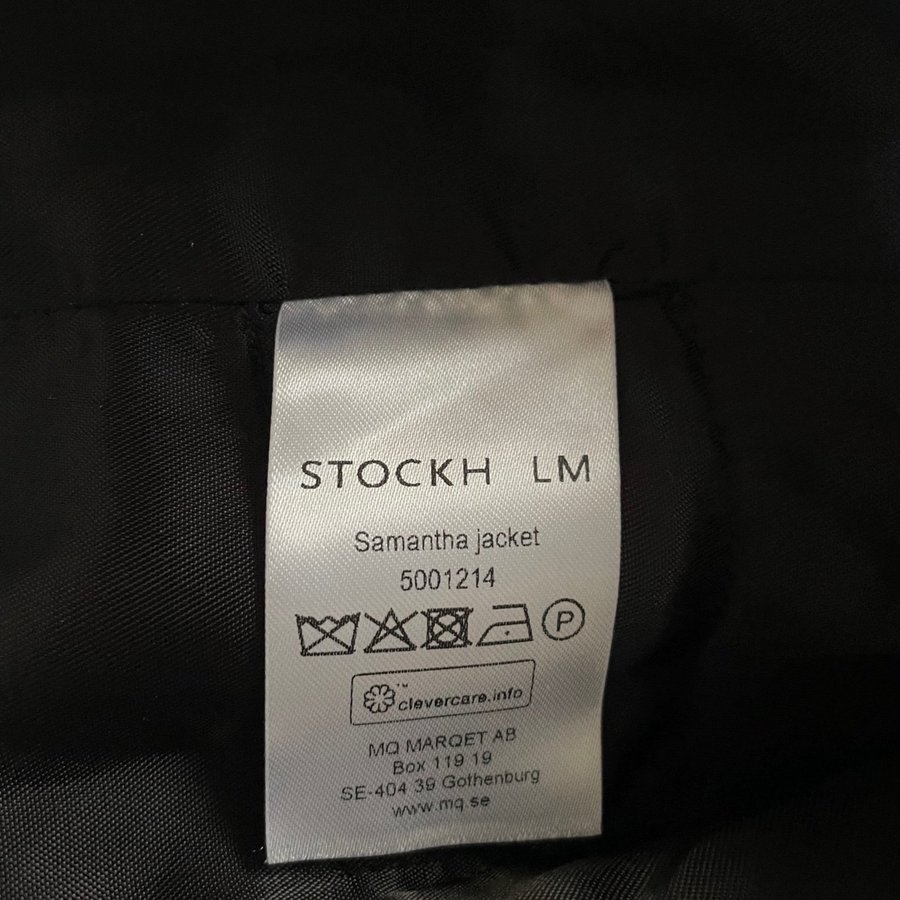 STOCKH LM
Samantha jacket
5001214
P
™
clevercare.info
MQ MARQET AB
Box 119 19
SE-404 39 Gothenburg
www.mq.se